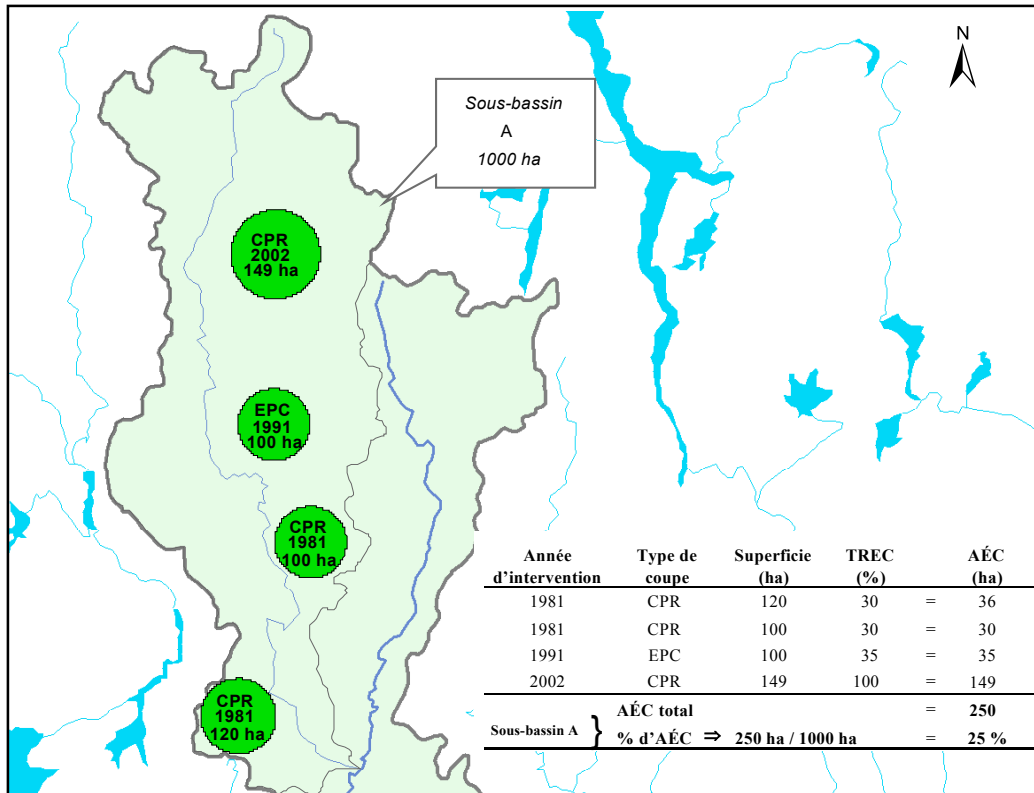 N
Sous-bassin
A
1000 ha
CPR
2002
149 ha
EPC
1991
100 ha
CPR
1981
100 ha
CPR
1981
120 ha
Année Type de Superficie TREC AÉC
d'intervention coupe (ha) (%) (ha)
1981 CPR 120 30 = 36
1981 CPR 100 30 = 30
1991 EPC 100 35 = 35
2002 CPR 149 100 = 149
AÉC total = 250
Sous-bassin A } % d'AÉC ⇒ 250 ha / 1000 ha = 25 %